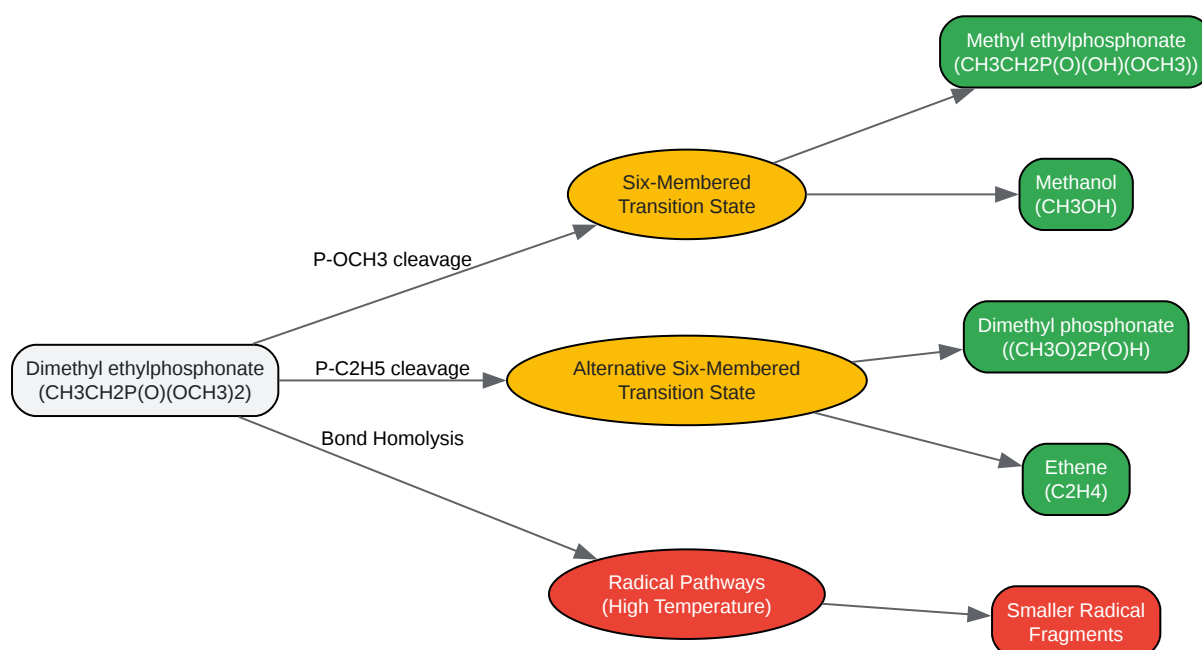 Methyl ethylphosphonate
(CH3CH2P(O)(OH)(OCH3))
Six-Membered
Transition State
Methanol
(CH3OH)
P-OCH3 cleavage
Dimethyl phosphonate
((CH3O)2P(O)H)
Dimethyl ethylphosphonate
(CH3CH2P(O)(OCH3)2)
P-C2H5 cleavage
Alternative Six-Membered
Transition State
Bond Homolysis
Ethene
(C2H4)
Radical Pathways
(High Temperature)
Smaller Radical
Fragments